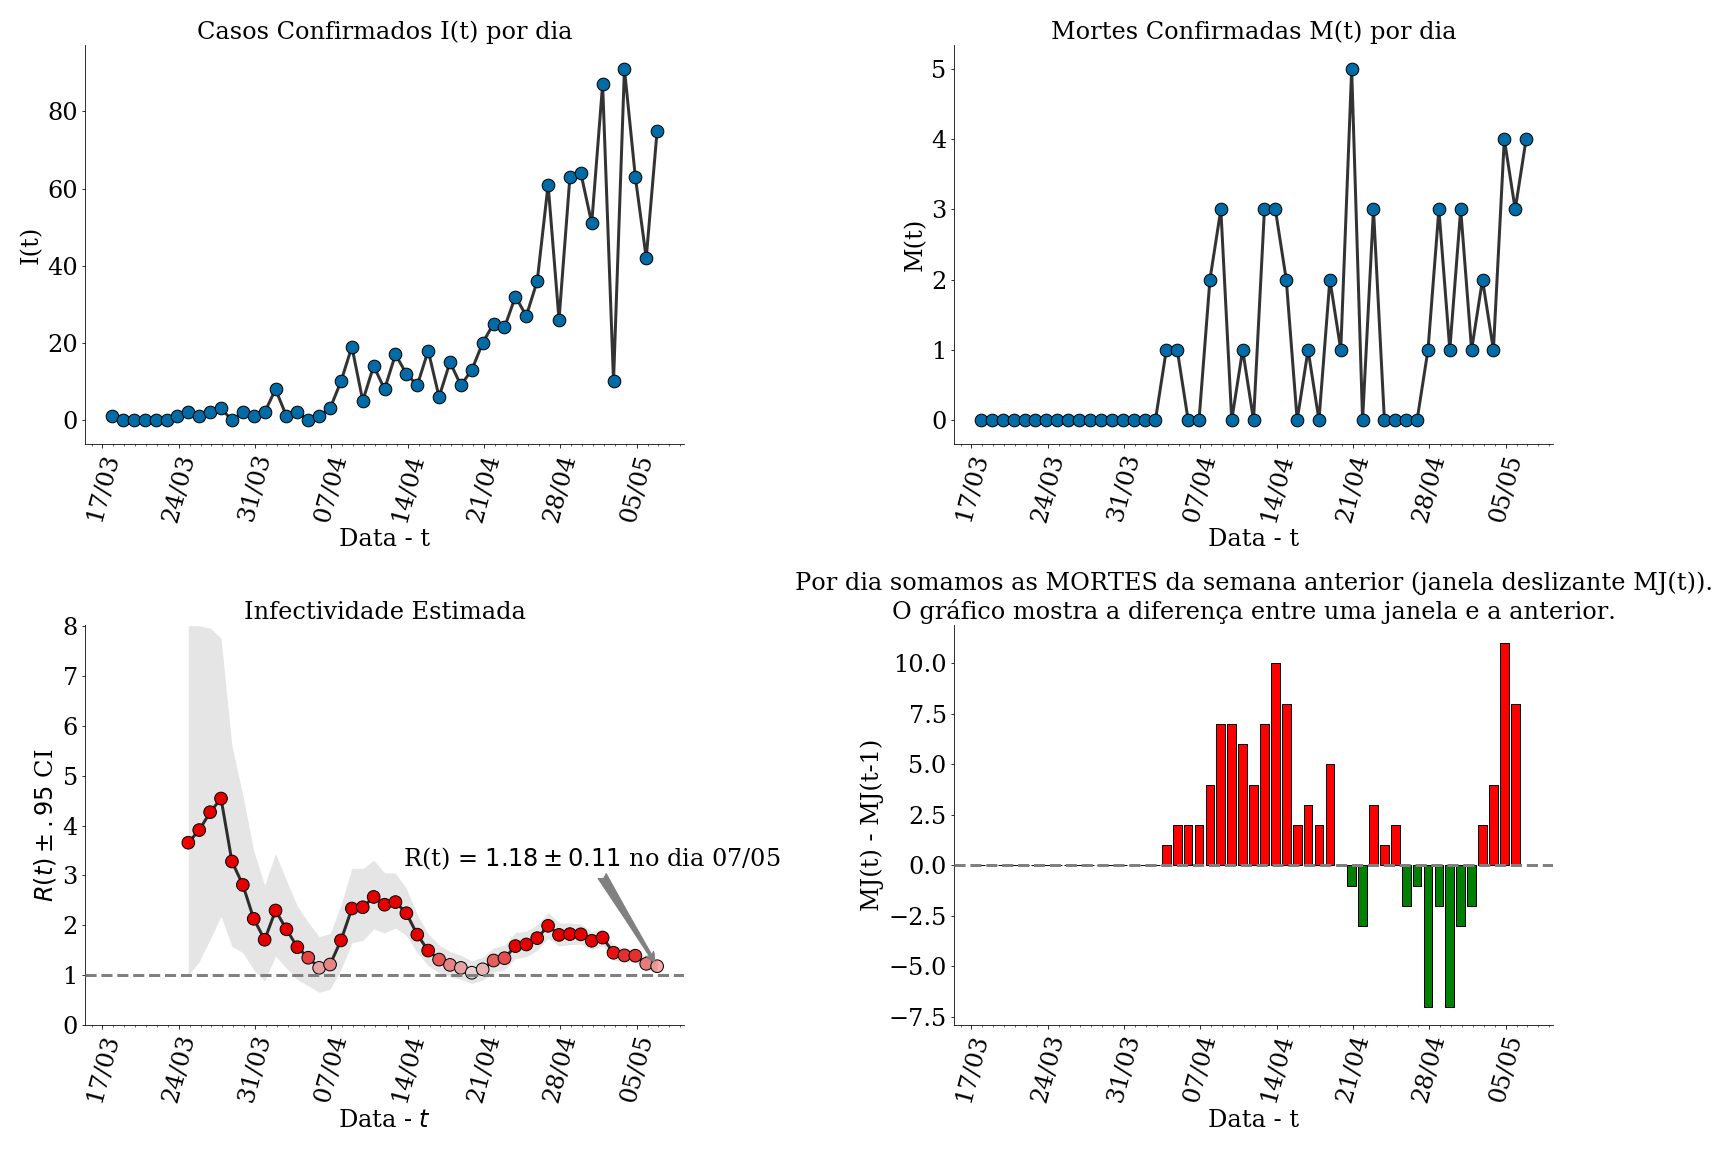 Casos Confirmados I(t) por dia
I(t)
80
60
40
20
0
17/03 24/03 31/03 07/04 14/04 21/04 28/04 05/05
Data - t
Mortes Confirmadas M(t) por dia
M(t)
5
4
3
2
1
0
17/03 24/03 31/03 07/04 14/04 21/04 28/04 05/05
Data - t
Infectividade Estimada
R(t) ± .95 CI
8
7
6
5
4
3
2
1
0
R(t) = 1.18 ± 0.11 no dia 07/05
17/03 24/03 31/03 07/04 14/04 21/04 28/04 05/05
Data - t
Por dia somamos as MORTES da semana anterior (janela deslizante MJ(t)).
O gráfico mostra a diferença entre uma janela e a anterior.
MJ(t) - MJ(t-1)
10.0
7.5
5.0
2.5
0.0
−2.5
−5.0
−7.5
17/03 24/03 31/03 07/04 14/04 21/04 28/04 05/05
Data - t